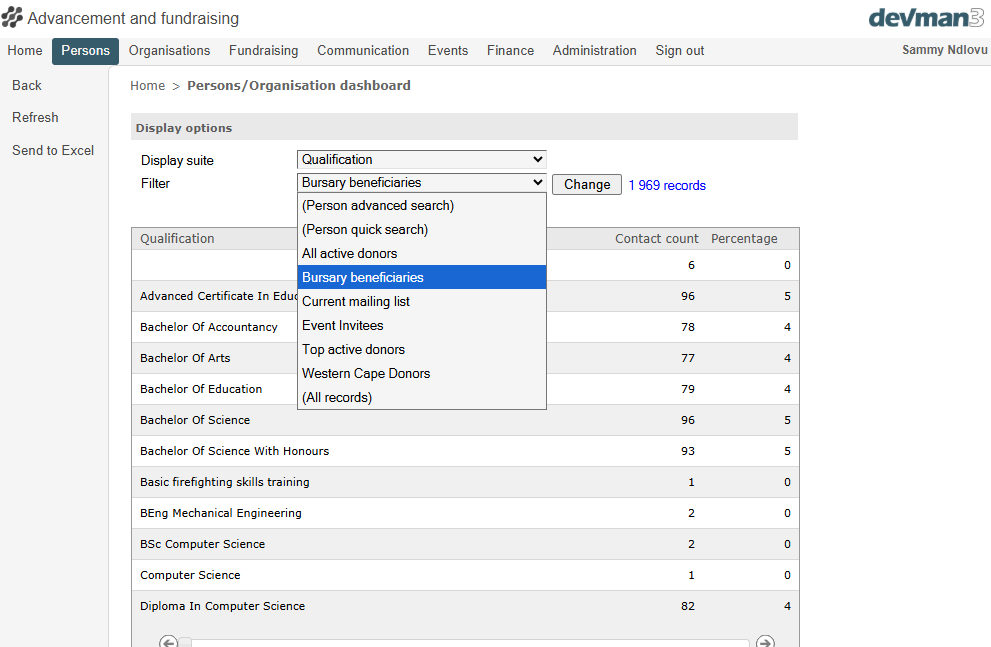 Advancement and fundraising
devman3
Home Persons Organisations Fundraising Communication Events Finance Administration Sign out Sammy Ndlovu
Back
Refresh
Send to Excel
Home > Persons/Organisation dashboard
Display options
Display suite Qualification
Filter Bursary beneficiaries Change 1 969 records
(Person advanced search)
(Person quick search)
All active donors
Bursary beneficiaries
Current mailing list
Event Invitees
Top active donors
Western Cape Donors
(All records)
Qualification Contact count Percentage
6 0
Advanced Certificate In Educ 96 5
Bachelor Of Accountancy 78 4
Bachelor Of Arts 77 4
Bachelor Of Education 79 4
Bachelor Of Science 96 5
Bachelor Of Science With Honours 93 5
Basic firefighting skills training 1 0
BEng Mechanical Engineering 2 0
BSc Computer Science 2 0
Computer Science 1 0
Diploma In Computer Science 82 4